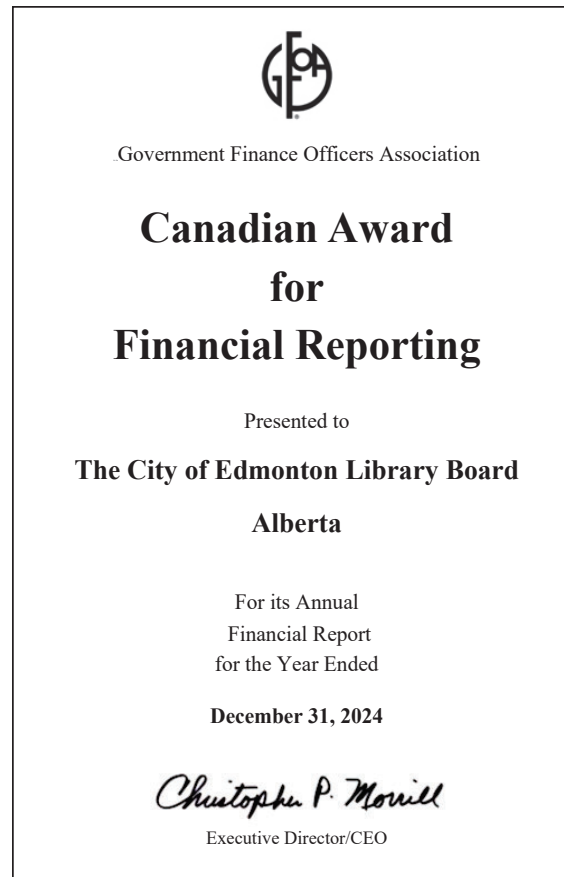 GFOA
Government Finance Officers Association
Canadian Award
for
Financial Reporting
Presented to
The City of Edmonton Library Board
Alberta
For its Annual
Financial Report
for the Year Ended
December 31, 2024
Christopher P. Morrill
Executive Director/CEO